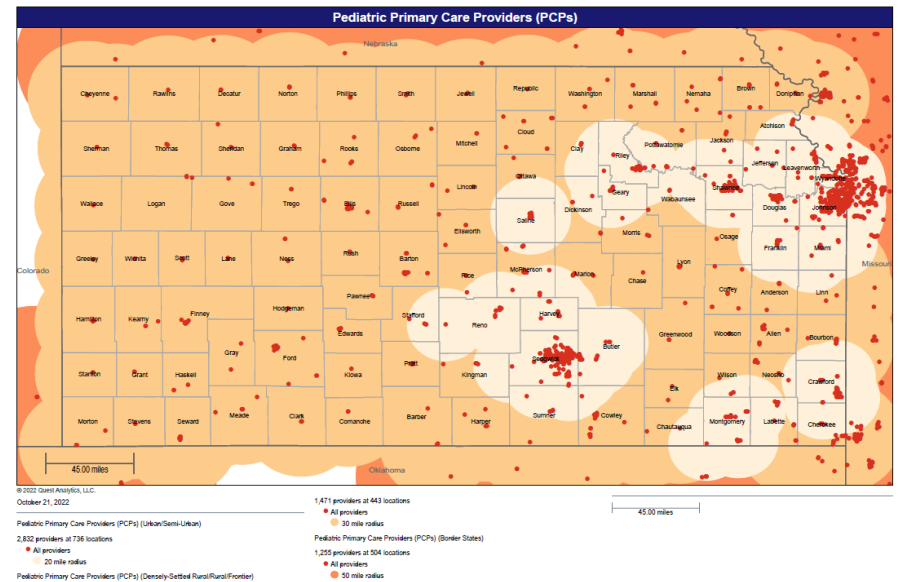 Pediatric Primary Care Providers (PCPs)
Nebraska
Cheyenne Rawlins Decatur Norton Phillips Smith Jewell Republic Washington Marshall Nemaha Brown Doniphan
Atchison
Sherman Thomas Sheridan Graham Rooks Osborne Mitchell Cloud Clay Riley Pottawatomie Jackson
Jefferson Leavenworth
Wyandotte
Wallace Logan Gove Trego Ellis Russell Lincoln Ottawa Geary Wabaunsee Shawnee
Saline Dickinson Douglas Johnson
Ellsworth Morris Osage Franklin Miami
Colorado
Greeley Wichita Scott Lane Ness Rush Barton Rice McPherson Marion Chase Lyon
Missouri
Coffey Anderson Linn
Hamilton Kearny Finney Hodgeman Pawnee Stafford Reno Harvey
Gray Ford Edwards Butler Greenwood Woodson Allen Bourbon
Stanton Grant Haskell Kiowa Pratt Kingman Sedgwick Elk Wilson Neosho Crawford
Morton Stevens Seward Meade Clark Comanche Barber Harper Sumner Cowley Chautauqua Montgomery Labette Cherokee
45.00 miles
Oklahoma
© 2022 Quest Analytics, LLC.
October 21, 2022
Pediatric Primary Care Providers (PCPs) (Urban/Semi-Urban)
2,832 providers at 736 locations
All providers
20 mile radius
Pediatric Primary Care Providers (PCPs) (Densely-Settled Rural/Rural/Frontier)
1,471 providers at 443 locations
All providers
30 mile radius
Pediatric Primary Care Providers (PCPs) (Border States)
1,255 providers at 504 locations
All providers
50 mile radius
45.00 miles